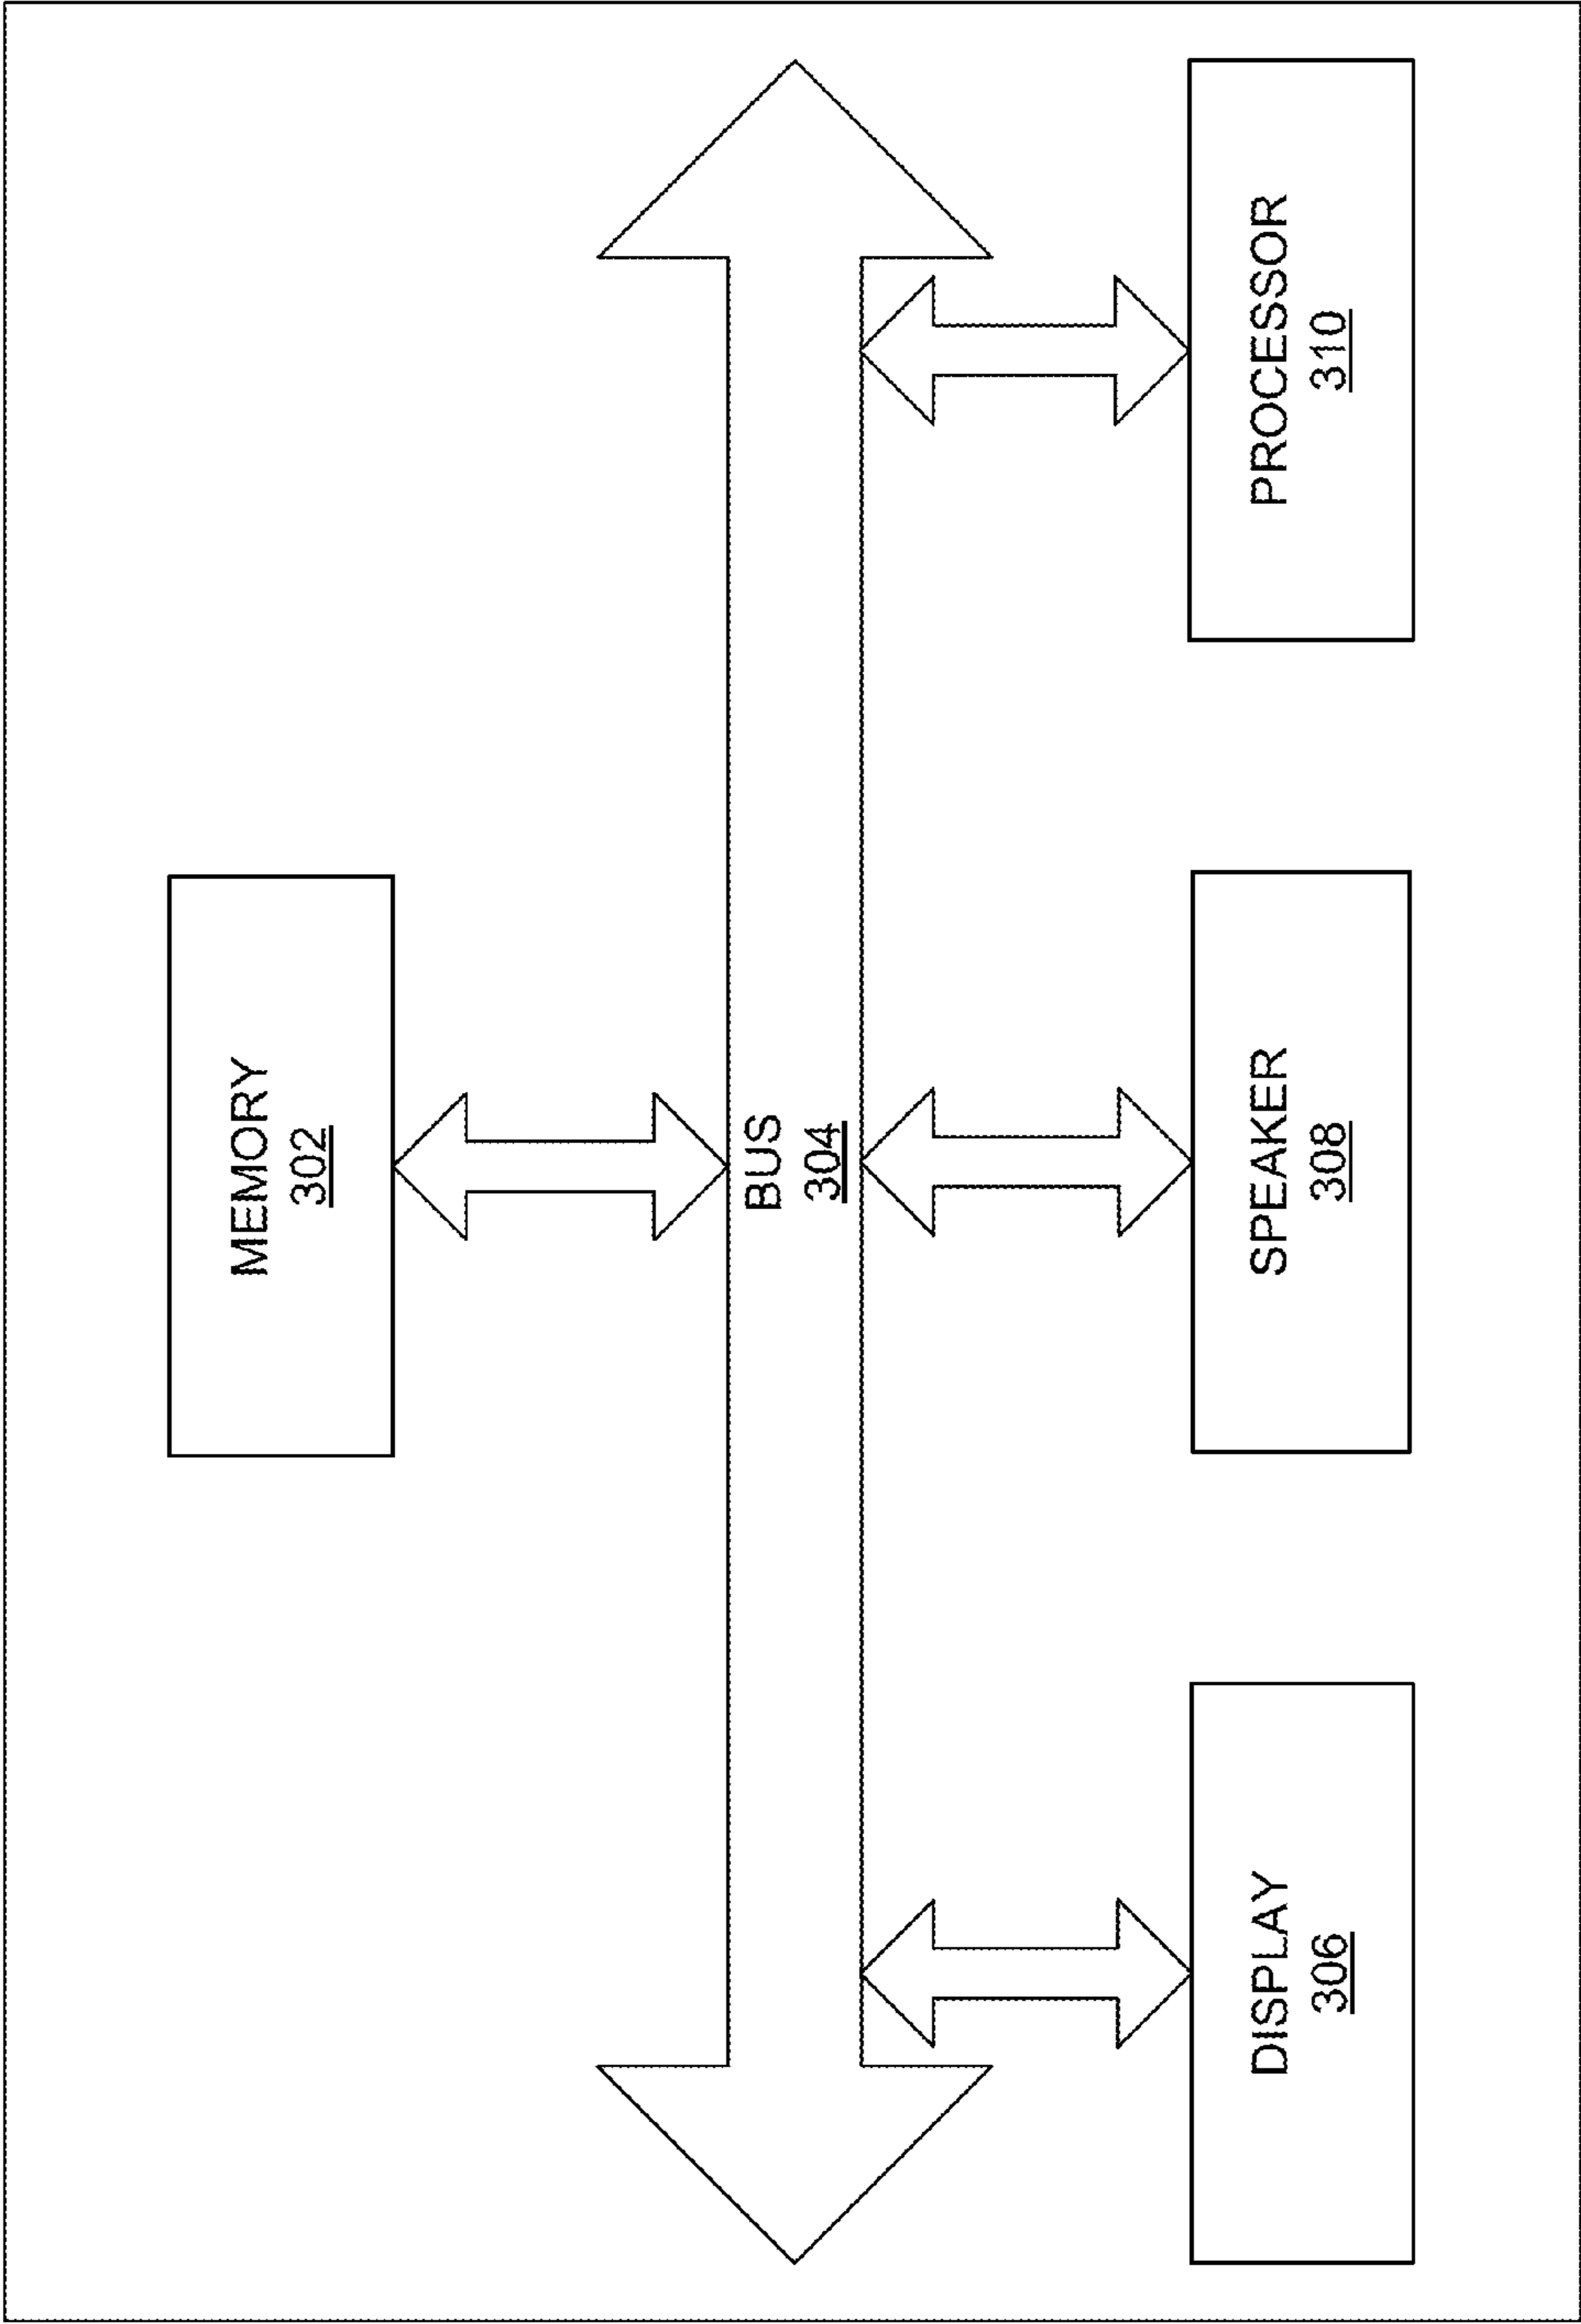 MEMORY
302
BUS
304
DISPLAY
306
SPEAKER
308
PROCESSOR
310